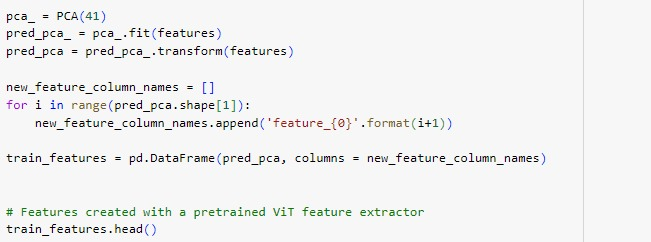 pca_ = PCA(41)
pred_pca_ = pca_.fit(features)
pred_pca = pred_pca_.transform(features)
new_feature_column_names = []
for i in range(pred_pca.shape[1]):
    new_feature_column_names.append('feature_{0}'.format(i+1))
train_features = pd.DataFrame(pred_pca, columns = new_feature_column_names)
# Features created with a pretrained ViT feature extractor
train_features.head()